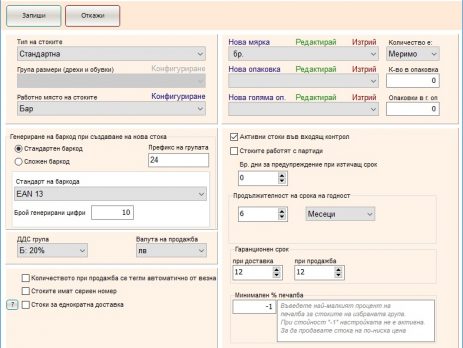 Запиши Откажи
Тип на стоките
Стандартна
Група размери (дрехи и обувки) Конфигуриране
Работно място на стоките Конфигуриране
Бар
Нова мярка Редактирай Изтрий Количество е:
бр. Меримо
Нова опаковка Редактирай Изтрий К-во в опаковка
0
Нова голяма оп. Редактирай Изтрий Опаковки в г. оп
0
Генериране на баркод при създаване на нова стока
Стандартен баркод Префикс на групата
Сложен баркод 24
Стандарт на баркода
EAN 13
Брой генерирани цифри 10
ДДС група Валута на продажба
Б: 20% лв
Количеството при продажба се тегли автоматично от везна
Стоките имат сериен номер
? Стоки за еднократна доставка
Активни стоки във входящ контрол
Стоките работят с партиди
Бр. дни за предупреждение при изтичащ срок
0
Продължителност на срока на годност
6 Месеци
Гаранционен срок
при доставка при продажба
12 12
Минимален % печалба
-1 Въведете най-малкият процент на
печалба за стоките на избраната група.
При стойност "-1" настройката не е активна.
За да продавате стока на по-ниска цена